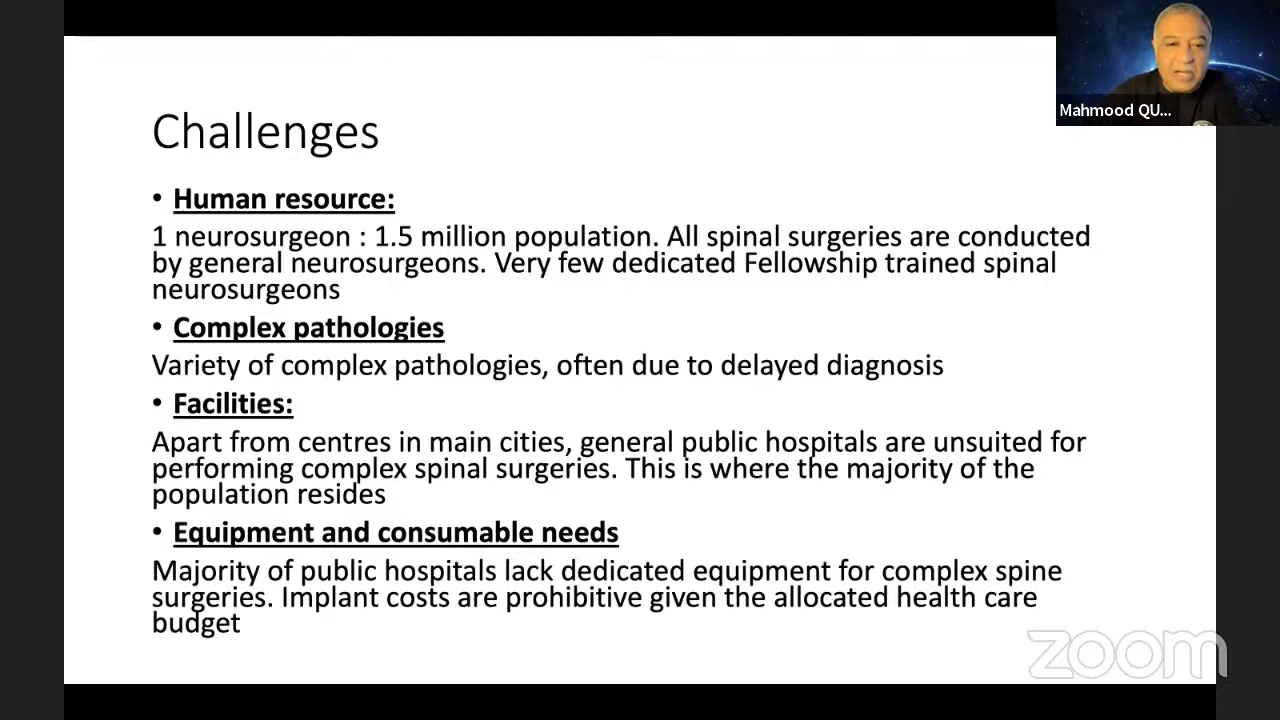 Challenges
• Human resource:
1 neurosurgeon : 1.5 million population. All spinal surgeries are conducted
by general neurosurgeons. Very few dedicated Fellowship trained spinal
neurosurgeons
• Complex pathologies
Variety of complex pathologies, often due to delayed diagnosis
• Facilities:
Apart from centres in main cities, general public hospitals are unsuited for
performing complex spinal surgeries. This is where the majority of the
population resides
• Equipment and consumable needs
Majority of public hospitals lack dedicated equipment for complex spine
surgeries. Implant costs are prohibitive given the allocated health care
budget
Mahmood QU...
zoom